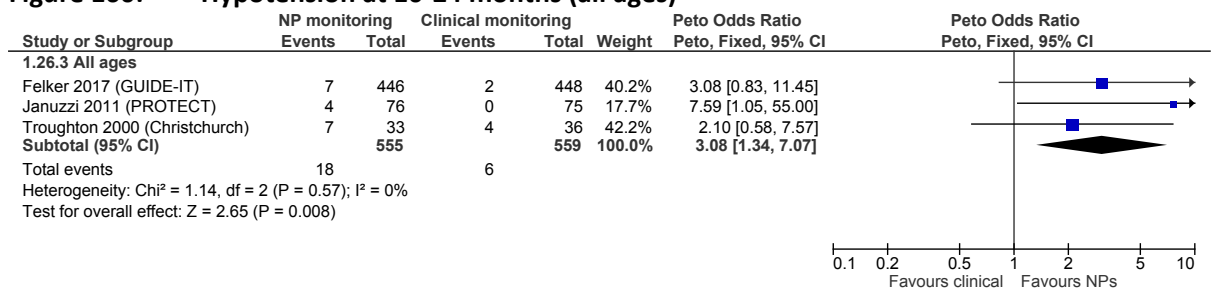 Figure Hypotension at months (all ages)
NP monitoring Clinical monitoring Peto Odds Ratio Peto Odds Ratio
Study or Subgroup Events Total Events Total Weight Peto, Fixed, 95% CI Peto, Fixed, 95% CI
1.26.3 All ages
Felker 2017 (GUIDE-IT) 7 446 2 448 40.2% 3.08 [0.83, 11.45]
Januzzi 2011 (PROTECT) 4 76 0 75 17.7% 7.59 [1.05, 55.00]
Troughton 2000 (Christchurch) 7 33 4 36 42.2% 2.10 [0.58, 7.57]
Subtotal (95% CI) 555 559 100.0% 3.08 [1.34, 7.07]
Total events 18 6
Heterogeneity: Chi² = 1.14, df = 2 (P = 0.57); I² = 0%
Test for overall effect: Z = 2.65 (P = 0.008)
0.1 0.2 0.5 1 2 5 10
Favours clinical Favours NPs